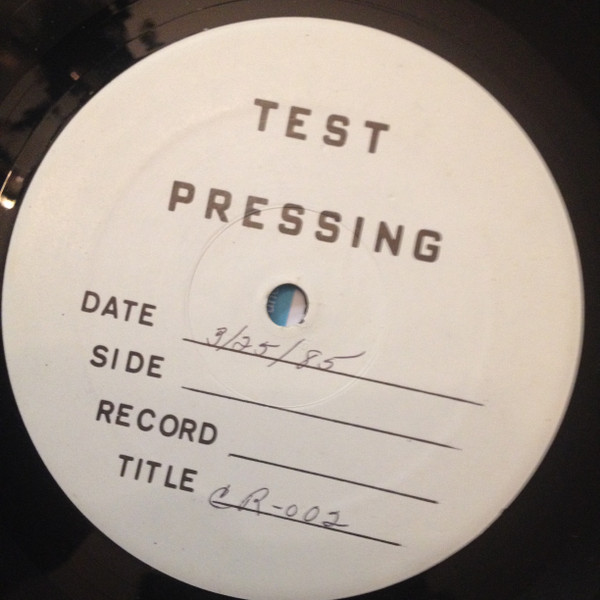 TEST
PRESSING
DATE 3/25/85
SIDE
RECORD
TITLE CR-002